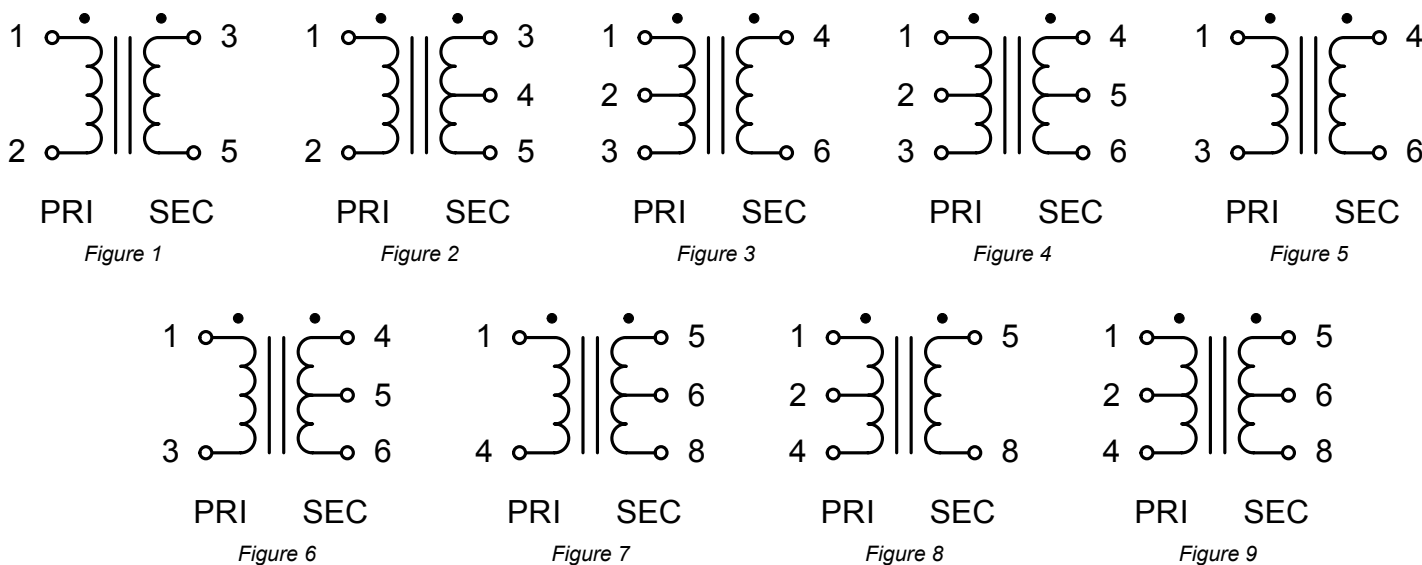 1 3 1 3 1 4 1 4 1 4
4 2 2 5
2 5 2 5 3 6 3 6 3 6
PRI SEC PRI SEC PRI SEC PRI SEC PRI SEC
Figure 1 Figure 2 Figure 3 Figure 4 Figure 5
1 4 1 5 1 5 1 5
5 6 2 2 6
3 6 4 8 4 8 4 8
PRI SEC PRI SEC PRI SEC PRI SEC
Figure 6 Figure 7 Figure 8 Figure 9